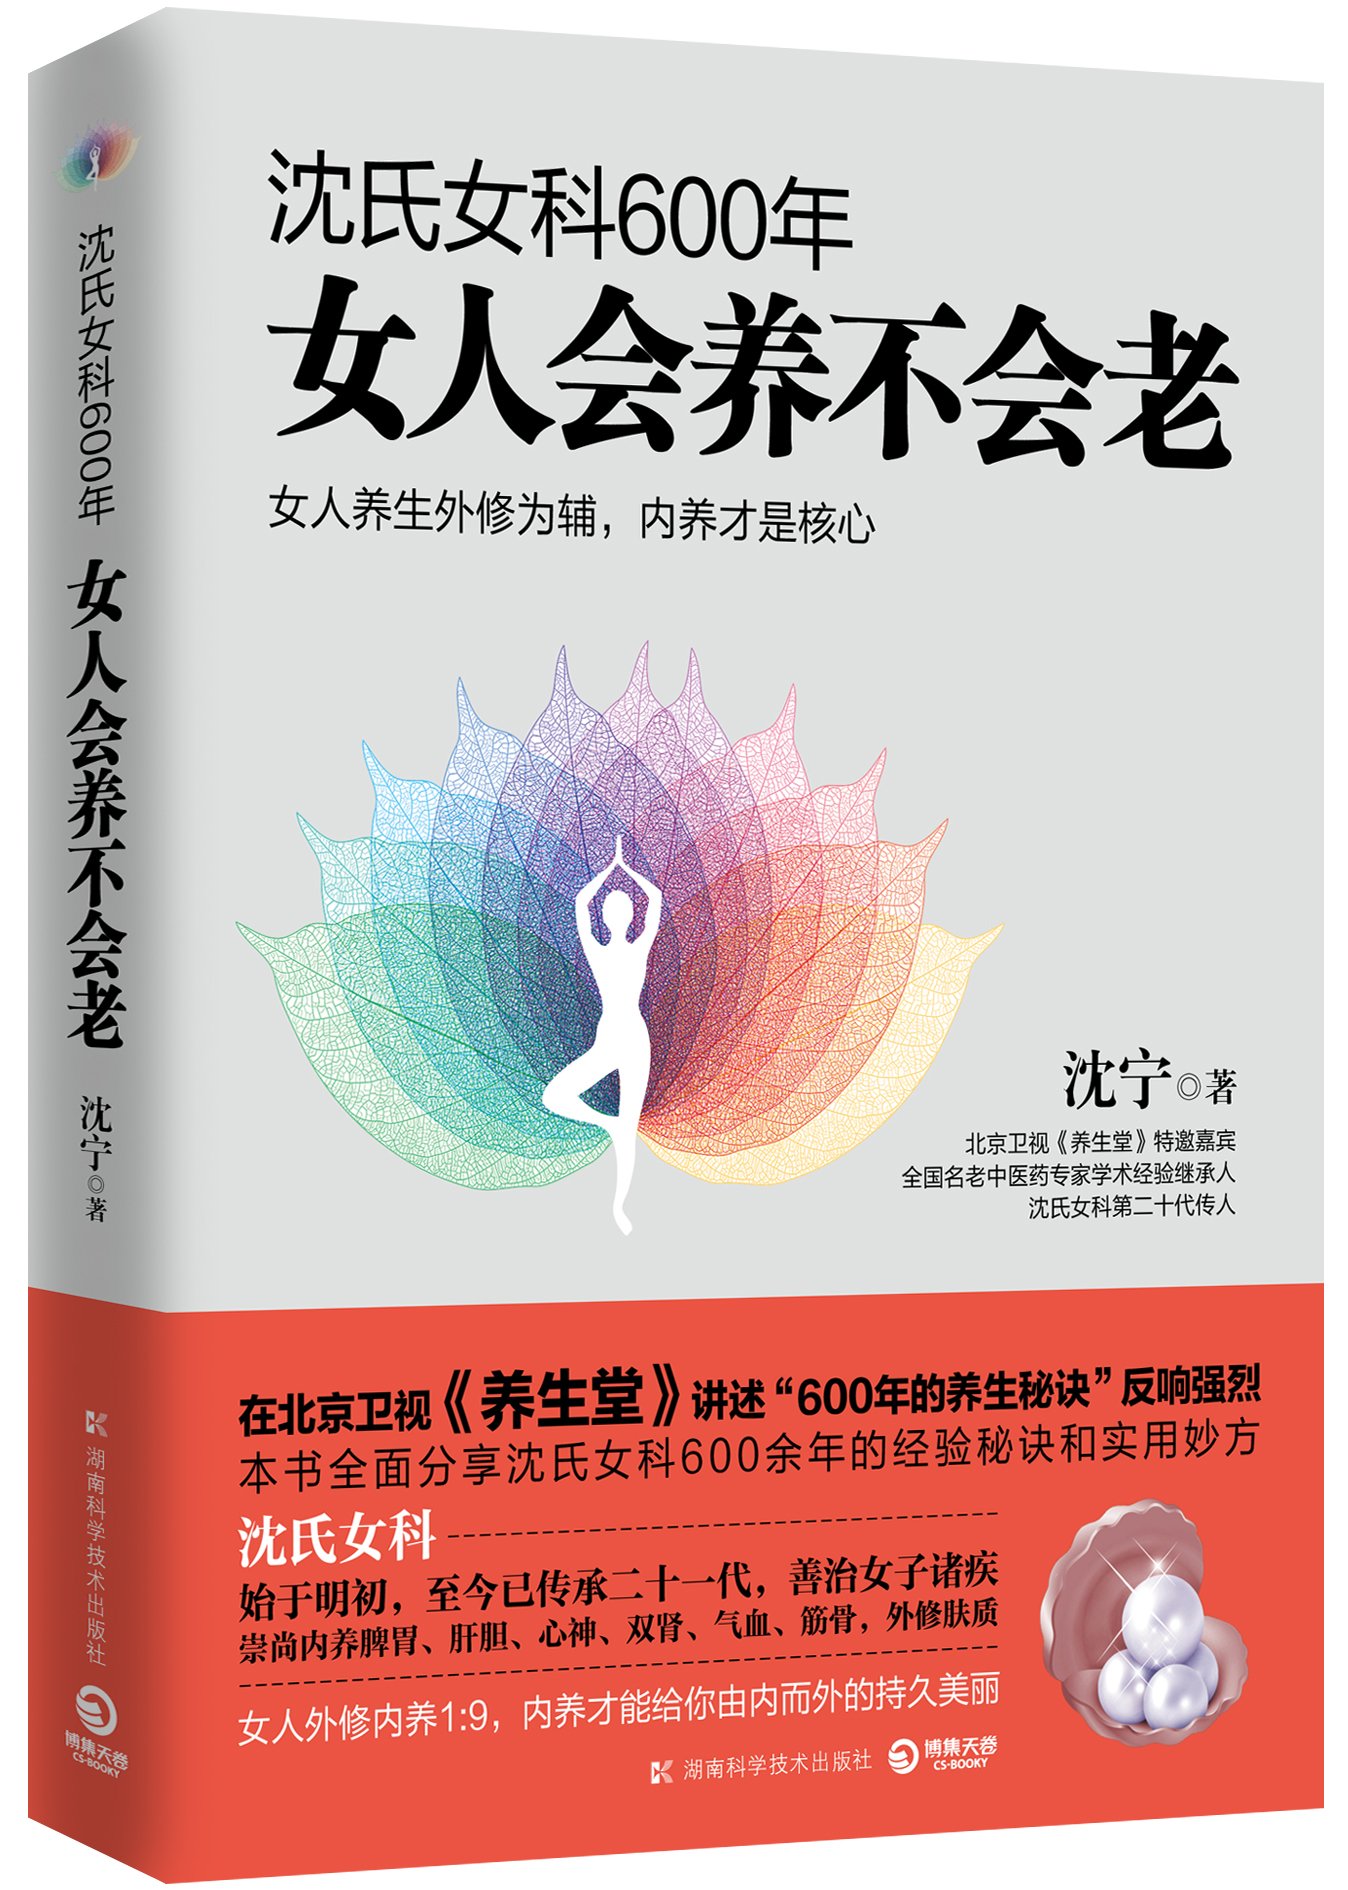 沈氏女科600年
女人会养不会老
女人养生外修为辅，内养才是核心
沈宁◎著
北京卫视《养生堂》特邀嘉宾
全国名老中医药专家学术经验继承人
沈氏女科第二十代传人
在北京卫视《养生堂》讲述“600年的养生秘诀”反响强烈
本书全面分享沈氏女科600余年的经验秘诀和实用妙方
沈氏女科
始于明初，至今已传承二十一代，善治女子诸疾
崇尚内养脾胃、肝胆、心神、双肾、气血、筋骨，外修肤质
女人外修内养1:9，内养才能给你由内而外的持久美丽
湖南科学技术出版社
博集天卷
CS-BOOKY
沈氏女科600年
女人会养不会老
沈宁◎著
湖南科学技术出版社
博集天卷
CS-BOOKY